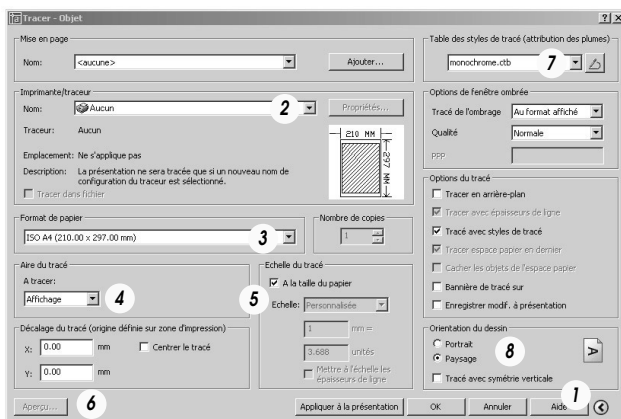 Tracer - Objet
Mise en page
Nom: <aucune> Ajouter...
Imprimante/traceur
Nom: Aucun 2 Propriétés...
Traceur: Aucun
Emplacement: Ne s'applique pas
Description: La présentation ne sera tracée que si un nouveau nom de
configuration du traceur est sélectionné.
Tracer dans fichier
210 MM
297 MM
Format de papier
ISO A4 (210.00 x 297.00 mm) 3
Nombre de copies
1
Aire du tracé
A tracer:
Affichage 4
Echelle du tracé
5 A la taille du papier
Echelle: Personnalisée
1 mm =
3.688 unités
Mettre à l'échelle les
épaisseurs de ligne
Décalage du tracé (origine définie sur zone d'impression)
X: 0.00 mm Centrer le tracé
Y: 0.00 mm
Table des styles de tracé (attribution des plumes)
monochrome.ctb 7
Options de fenêtre ombrée
Tracé de l'ombrage Au format affiché
Qualité Normale
PPP
Options du tracé
Tracer en arrière-plan
Tracer avec épaisseurs de ligne
Tracé avec styles de tracé
Tracer espace papier en dernier
Cacher les objets de l'espace papier
Bannière de tracé sur
Enregistrer modif. à présentation
Orientation du dessin
Portrait
Paysage 8
A
Tracé avec symétrie verticale
Aperçu... 6 Appliquer à la présentation OK Annuler Aide 1